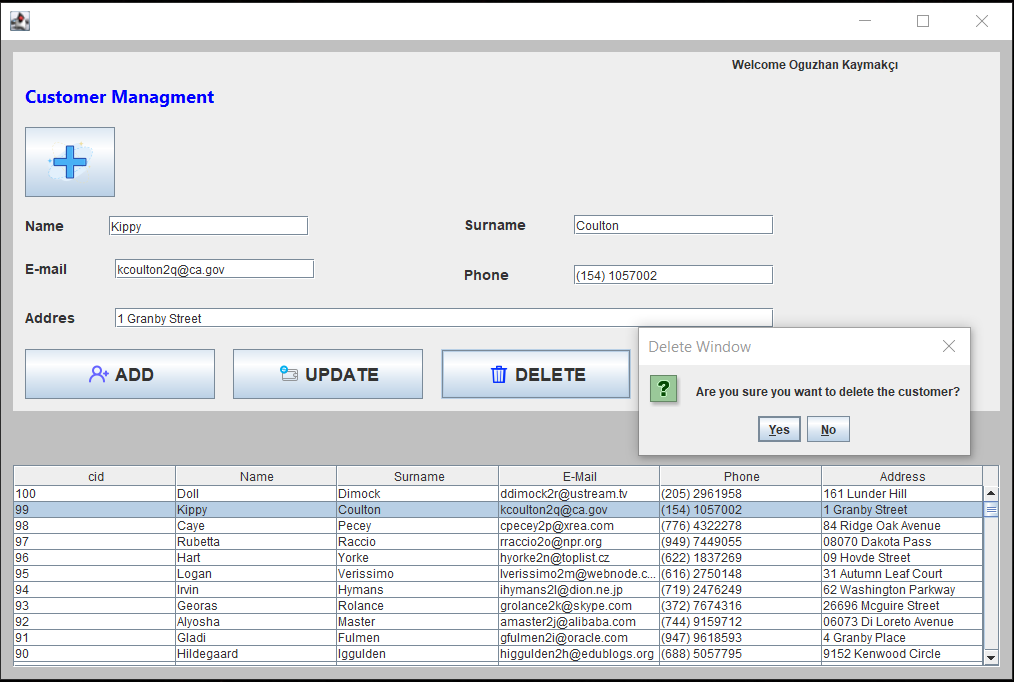 Welcome Oguzhan Kaymakçı
Customer Managment
Name Kippy Surname Coulton
E-mail kcoulton2q@ca.gov Phone (154) 1057002
Addres 1 Granby Street
ADD UPDATE DELETE
Delete Window
? Are you sure you want to delete the customer?
Yes No
cid Name Surname E-Mail Phone Address
100 Doll Dimock ddimock2r@ustream.tv (205) 2961958 161 Lunder Hill
99 Kippy Coulton kcoulton2q@ca.gov (154) 1057002 1 Granby Street
98 Caye Pecey cpecey2p@xrea.com (776) 4322278 84 Ridge Oak Avenue
97 Rubetta Raccio rraccio2o@npr.org (949) 7449055 08070 Dakota Pass
96 Hart Yorke hyorke2n@toplist.cz (622) 1837269 09 Hovde Street
95 Logan Verissimo lverissimo2m@webnode.c... (616) 2750148 31 Autumn Leaf Court
94 Irvin Hymans ihymans2l@dion.ne.jp (719) 2476249 62 Washington Parkway
93 Georas Rolance grolance2k@skype.com (372) 7674316 26696 Mcguire Street
92 Alyosha Master amaster2j@alibaba.com (744) 9159712 06073 Di Loreto Avenue
91 Gladi Fulmen gfulmen2i@oracle.com (947) 9618593 4 Granby Place
90 Hildegaard Iggulden higgulden2h@edublogs.org (688) 5057795 9152 Kenwood Circle